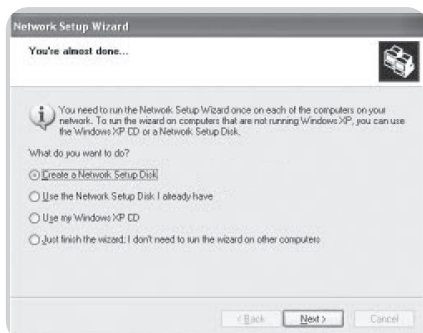 Network Setup Wizard
You're almost done...
You need to run the Network Setup Wizard once on each of the computers on your
network. To run the wizard on computers that are not running Windows XP, you can use
the Windows XP CD or a Network Setup Disk.
What do you want to do?
Create a Network Setup Disk
Use the Network Setup Disk I already have
Use my Windows XP CD
Just finish the wizard; I don't need to run the wizard on other computers
< Back
Next >
Cancel